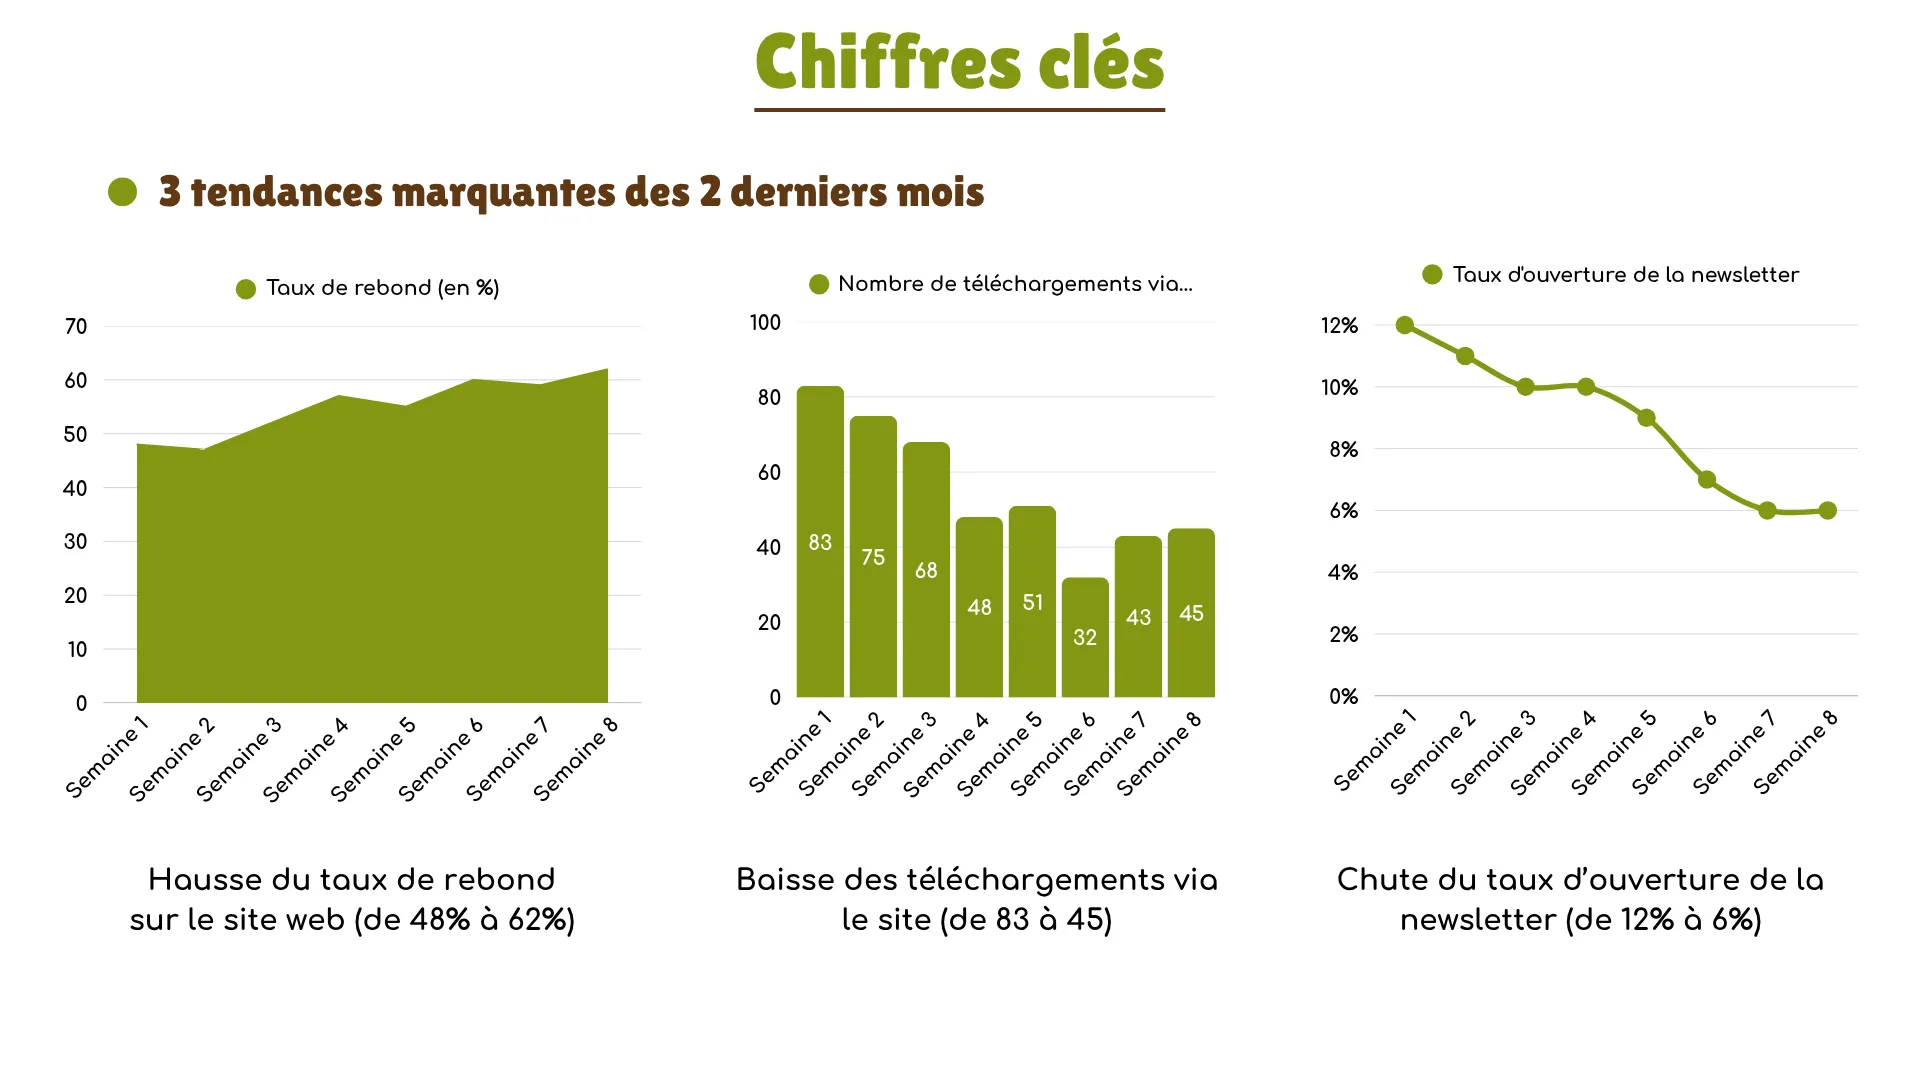 Chiffres clés
3 tendances marquantes des 2 derniers mois
Taux de rebond (en %)
70
60
50
40
30
20
10
0
Semaine 1
Semaine 2
Semaine 3
Semaine 4
Semaine 5
Semaine 6
Semaine 7
Semaine 8
Hausse du taux de rebond
sur le site web (de 48% à 62%)
Nombre de téléchargements via...
100
80
60
40
20
0
83
75
68
48
51
32
43
45
Semaine 1
Semaine 2
Semaine 3
Semaine 4
Semaine 5
Semaine 6
Semaine 7
Semaine 8
Baisse des téléchargements via
le site (de 83 à 45)
Taux d'ouverture de la newsletter
12%
10%
8%
6%
4%
2%
0%
Semaine 1
Semaine 2
Semaine 3
Semaine 4
Semaine 5
Semaine 6
Semaine 7
Semaine 8
Chute du taux d’ouverture de la
newsletter (de 12% à 6%)